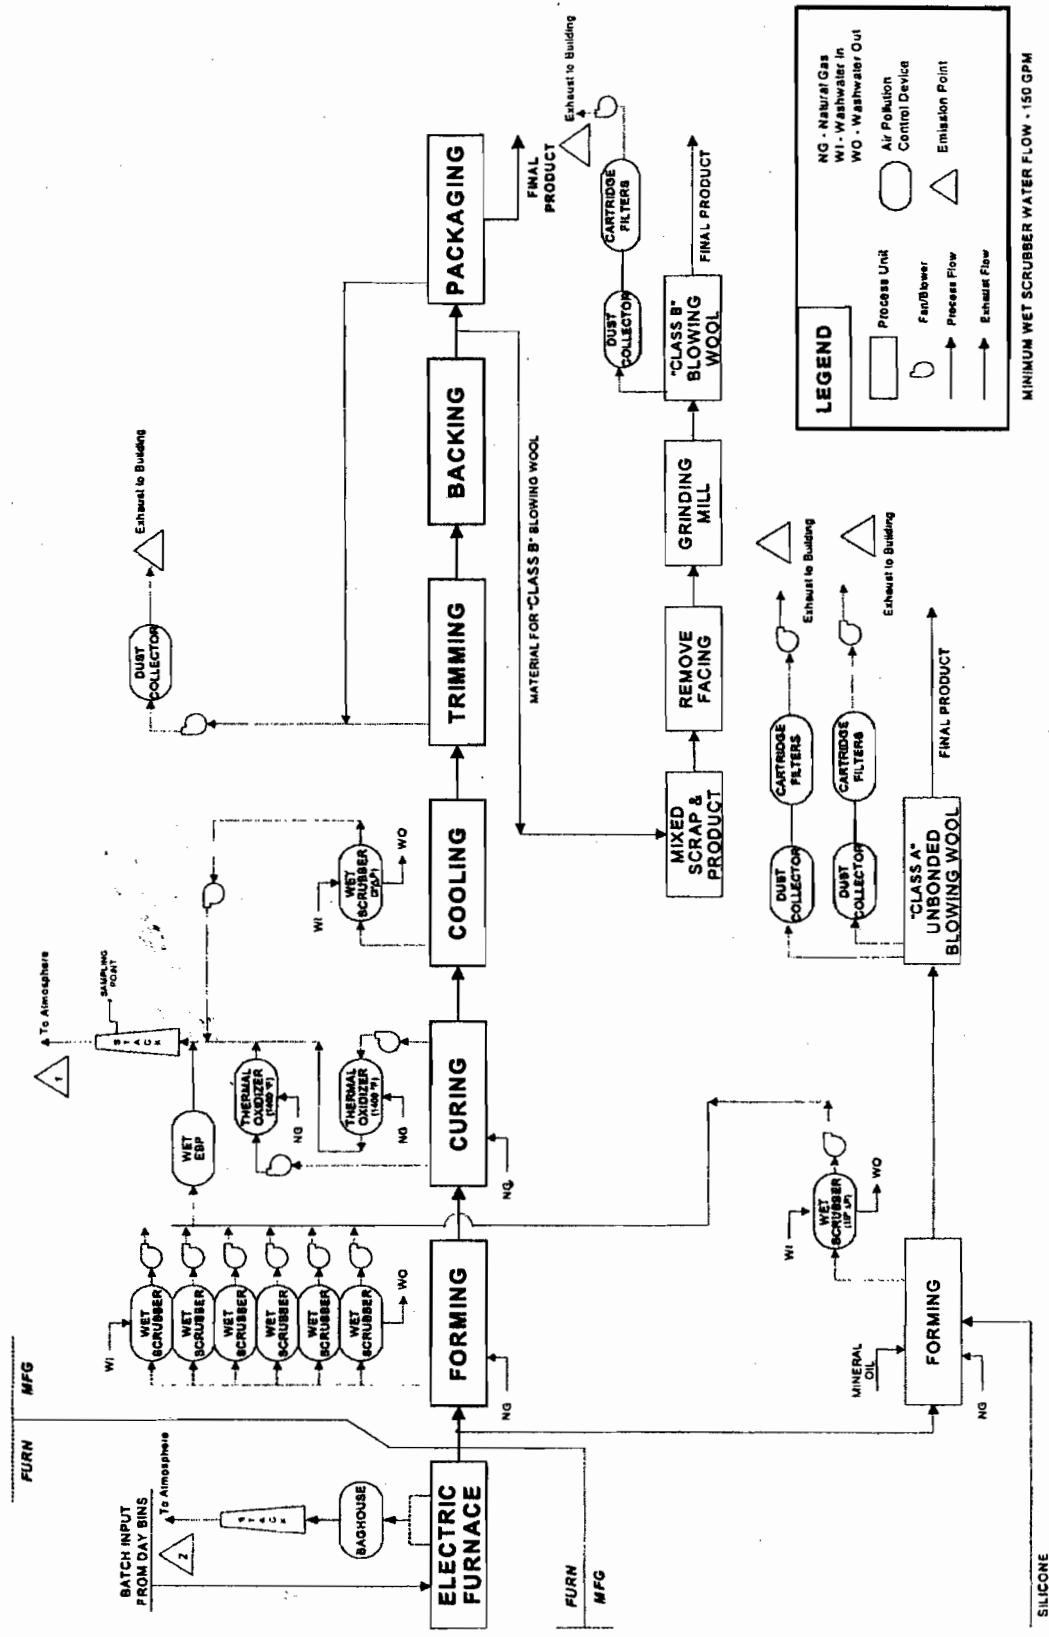 FURN
MFG
BATCH INPUT
FROM DAY BINS
To Atmosphere
2
STACK
BAGHOUSE
ELECTRIC
FURNACE
FURN
MFG
WI
WET
SCRUBBER
WET
SCRUBBER
WET
SCRUBBER
WET
SCRUBBER
WET
SCRUBBER
WET
SCRUBBER
WO
FORMING
NG
1
To Atmosphere
SAMPLING
POINT
STACK
WET
ESP
THERMAL
OXIDIZER
(1400 °F)
NG
THERMAL
OXIDIZER
(1400 °F)
NG
CURING
NG
WI
WET
SCRUBBER
WO
COOLING
DUST
COLLECTOR
Exhaust to Building
TRIMMING
BACKING
PACKAGING
FINAL
PRODUCT
MATERIAL FOR "CLASS B" BLOWING WOOL
MIXED
SCRAP &
PRODUCT
REMOVE
FACING
GRINDING
MILL
"CLASS B"
BLOWING
WOOL
FINAL PRODUCT
DUST
COLLECTOR
CARTRIDGE
FILTERS
Exhaust to Building
MINERAL
OIL
FORMING
NG
SILICONE
WI
WET
SCRUBBER
WO
"CLASS A"
UNBONDED
BLOWING WOOL
FINAL PRODUCT
DUST
COLLECTOR
CARTRIDGE
FILTERS
Exhaust to Building
DUST
COLLECTOR
CARTRIDGE
FILTERS
Exhaust to Building
LEGEND
NG - Natural Gas
WI - Washwater In
WO - Washwater Out
Process Unit
Air Pollution
Control Device
Fan/Blower
Emission Point
Process Flow
Exhaust Flow
MINIMUM WET SCRUBBER WATER FLOW - 150 GPM